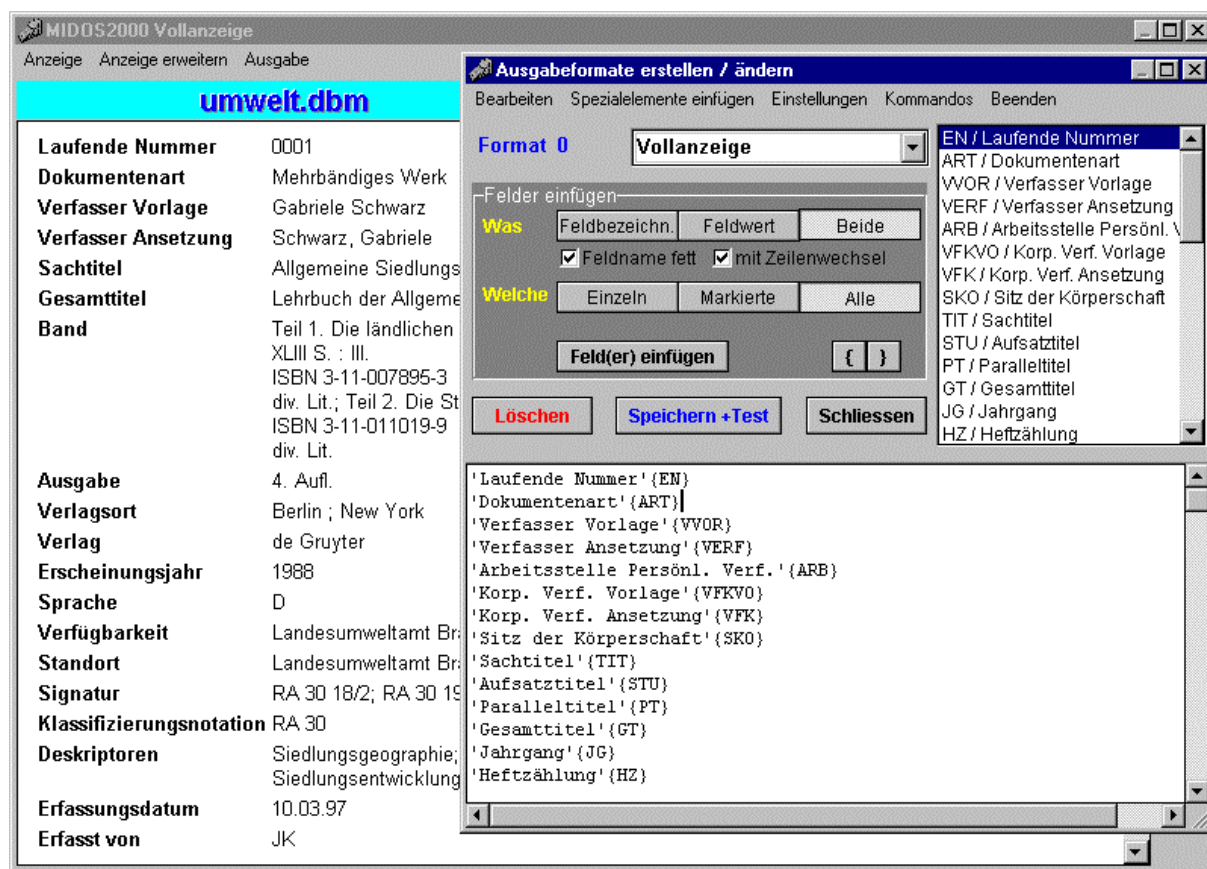 MIDOS2000 Vollanzeige
Anzeige Anzeige erweitern Ausgabe
umwelt.dbm
Laufende Nummer 0001
Dokumentenart Mehrbändiges Werk
Verfasser Vorlage Gabriele Schwarz
Verfasser Ansetzung Schwarz, Gabriele
Sachtitel Allgemeine Siedlungs
Gesamttitel Lehrbuch der Allgeme
Band Teil 1. Die ländlichen
XLIII S. : Ill.
ISBN 3-11-007895-3
div. Lit.; Teil 2. Die St
ISBN 3-11-011019-9
div. Lit.
Ausgabe 4. Aufl.
Verlagsort Berlin ; New York
Verlag de Gruyter
Erscheinungsjahr 1988
Sprache D
Verfügbarkeit Landesumweltamt Bra
Standort Landesumweltamt Bra
Signatur RA 30 18/2; RA 30 19
Klassifizierungsnotation RA 30
Deskriptoren Siedlungsgeographie;
Siedlungsentwicklung
Erfassungsdatum 10.03.97
Erfasst von JK
Ausgabeformate erstellen / ändern
Bearbeiten Spezialelemente einfügen Einstellungen Kommandos Beenden
Format 0 Vollanzeige
Felder einfügen
Was Feldbezeichn. Feldwert Beide
Feldname fett mit Zeilenwechsel
Welche Einzeln Markierte Alle
Feld(er) einfügen { }
Löschen Speichern +Test Schliessen
EN / Laufende Nummer
ART / Dokumentenart
VVOR / Verfasser Vorlage
VERF / Verfasser Ansetzung
ARB / Arbeitsstelle Persönl. V
VFKVO / Korp. Verf. Vorlage
VFK / Korp. Verf. Ansetzung
SKO / Sitz der Körperschaft
TIT / Sachtitel
STU / Aufsatztitel
PT / Paralleltitel
GT / Gesamttitel
JG / Jahrgang
HZ / Heftzählung
'Laufende Nummer'{EN}
'Dokumentenart'{ART}
'Verfasser Vorlage'{VVOR}
'Verfasser Ansetzung'{VERF}
'Arbeitsstelle Persönl. Verf.'{ARB}
'Korp. Verf. Vorlage'{VFKVO}
'Korp. Verf. Ansetzung'{VFK}
'Sitz der Körperschaft'{SKO}
'Sachtitel'{TIT}
'Aufsatztitel'{STU}
'Paralleltitel'{PT}
'Gesamttitel'{GT}
'Jahrgang'{JG}
'Heftzählung'{HZ}